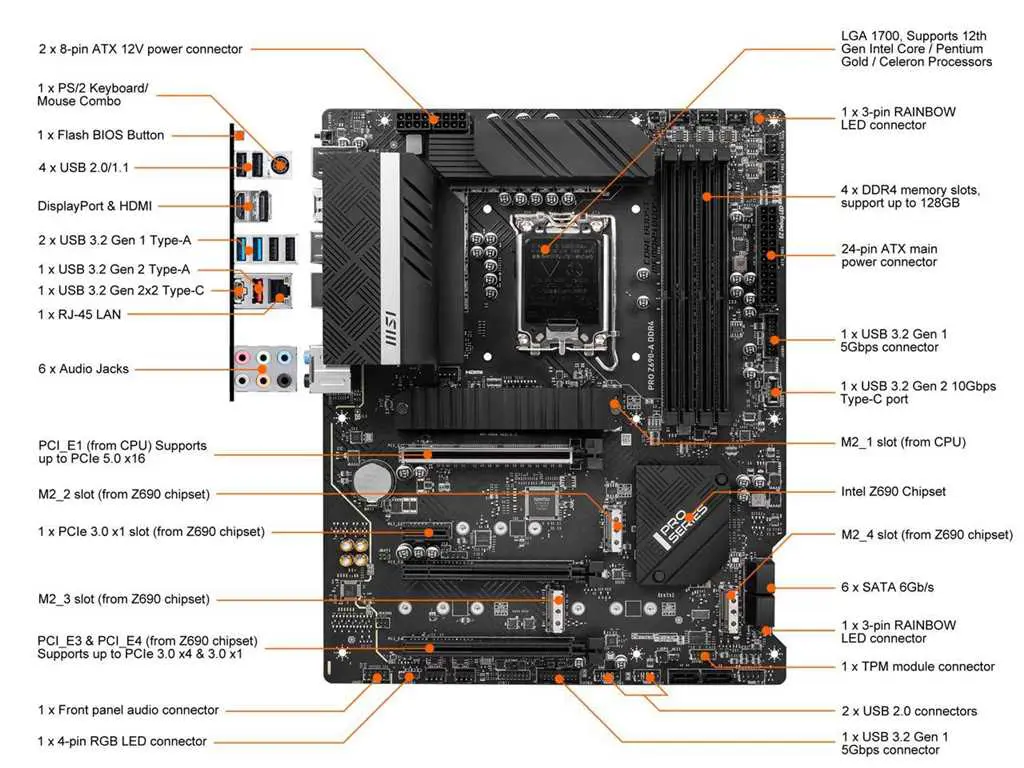 2 x 8-pin ATX 12V power connector
1 x PS/2 Keyboard/
Mouse Combo
1 x Flash BIOS Button
4 x USB 2.0/1.1
DisplayPort & HDMI
2 x USB 3.2 Gen 1 Type-A
1 x USB 3.2 Gen 2 Type-A
1 x USB 3.2 Gen 2x2 Type-C
1 x RJ-45 LAN
6 x Audio Jacks
PCI_E1 (from CPU) Supports
up to PCIe 5.0 x16
M2_2 slot (from Z690 chipset)
1 x PCIe 3.0 x1 slot (from Z690 chipset)
M2_3 slot (from Z690 chipset)
PCI_E3 & PCI_E4 (from Z690 chipset)
Supports up to PCIe 3.0 x4 & 3.0 x1
1 x Front panel audio connector
1 x 4-pin RGB LED connector
LGA 1700, Supports 12th
Gen Intel Core / Pentium
Gold / Celeron Processors
1 x 3-pin RAINBOW
LED connector
4 x DDR4 memory slots,
support up to 128GB
24-pin ATX main
power connector
1 x USB 3.2 Gen 1
5Gbps connector
1 x USB 3.2 Gen 2 10Gbps
Type-C port
M2_1 slot (from CPU)
Intel Z690 Chipset
M2_4 slot (from Z690 chipset)
6 x SATA 6Gb/s
1 x 3-pin RAINBOW
LED connector
1 x TPM module connector
2 x USB 2.0 connectors
1 x USB 3.2 Gen 1
5Gbps connector
msi
PRO Z690-A DDR4
HDMI
PRO
SERIES